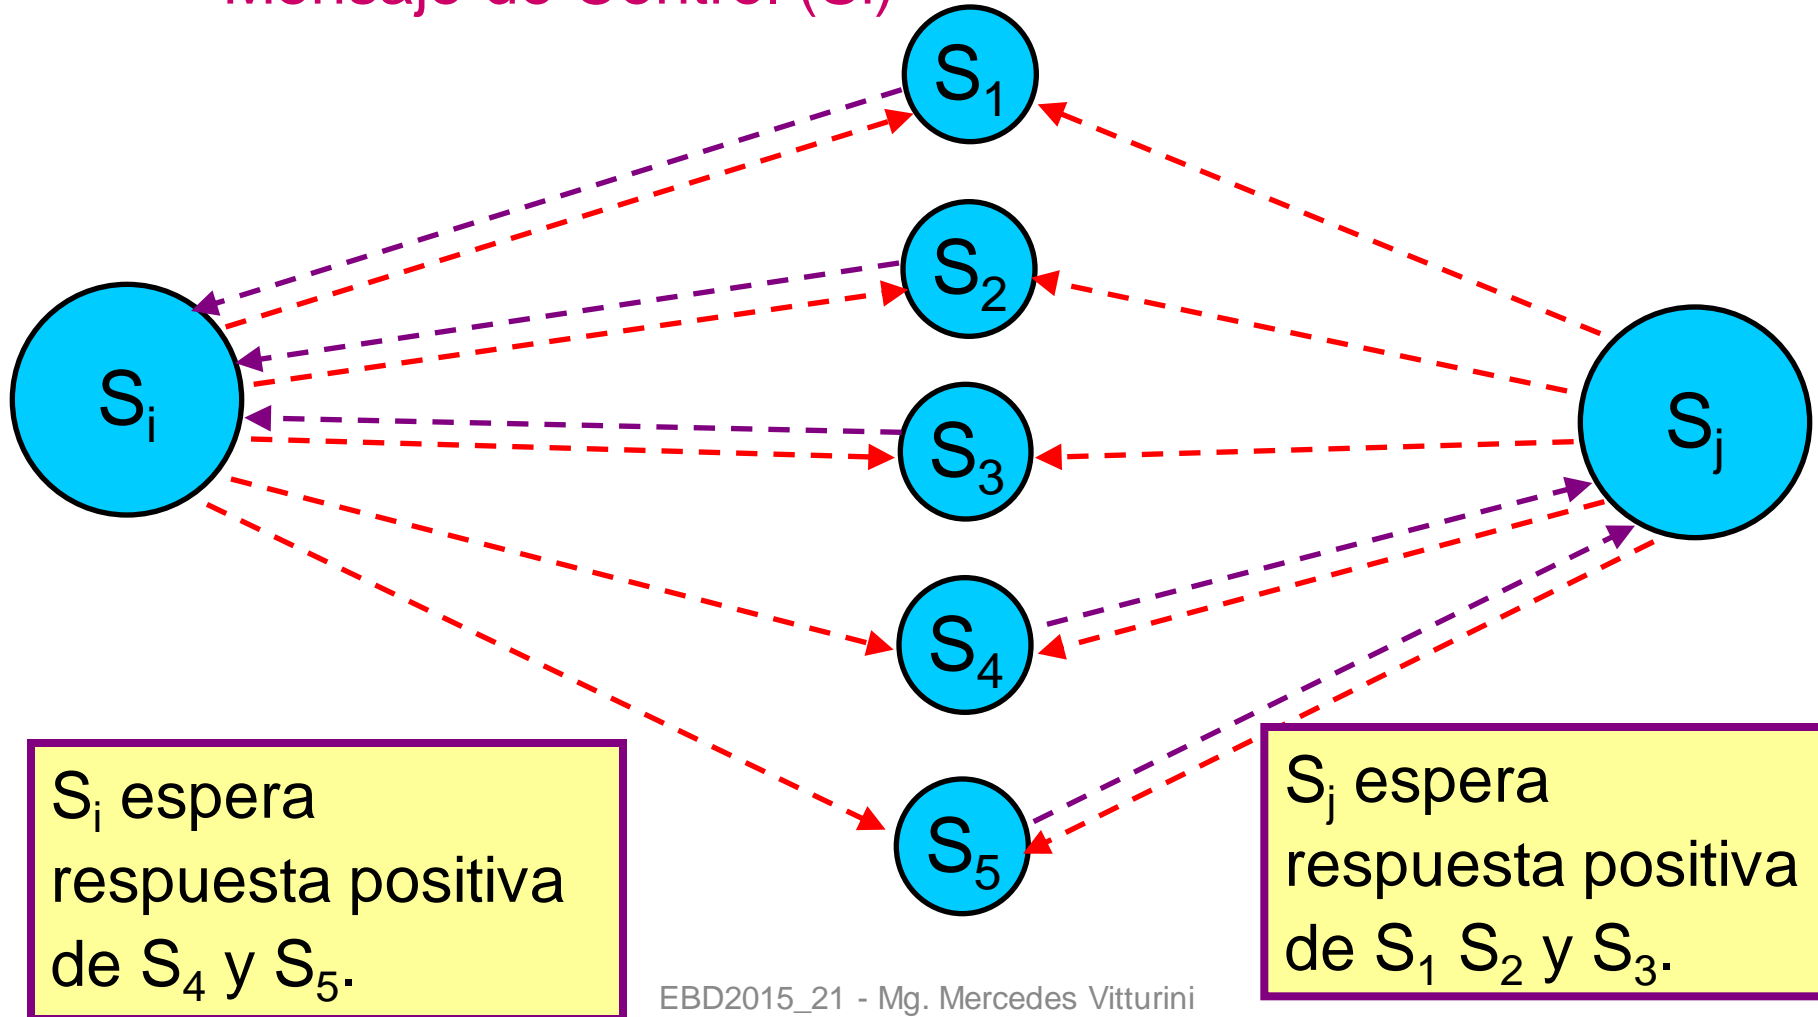 S1
S2
Si
Sj
S3
S4
S5
Si espera
respuesta positiva
de S4 y S5.
Sj espera
respuesta positiva
de S1 S2 y S3.
EBD2015_21 - Mg. Mercedes Vitturini